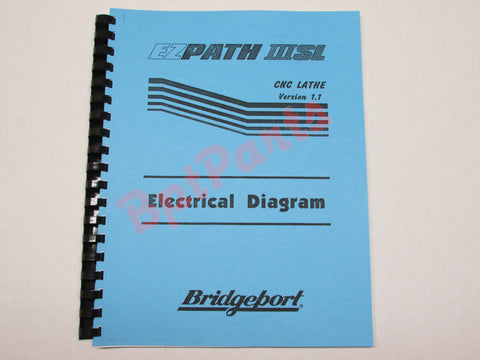 EZPATH IIISL
CNC LATHE
Version 1.1
BptParts
Electrical Diagram
Bridgeport®